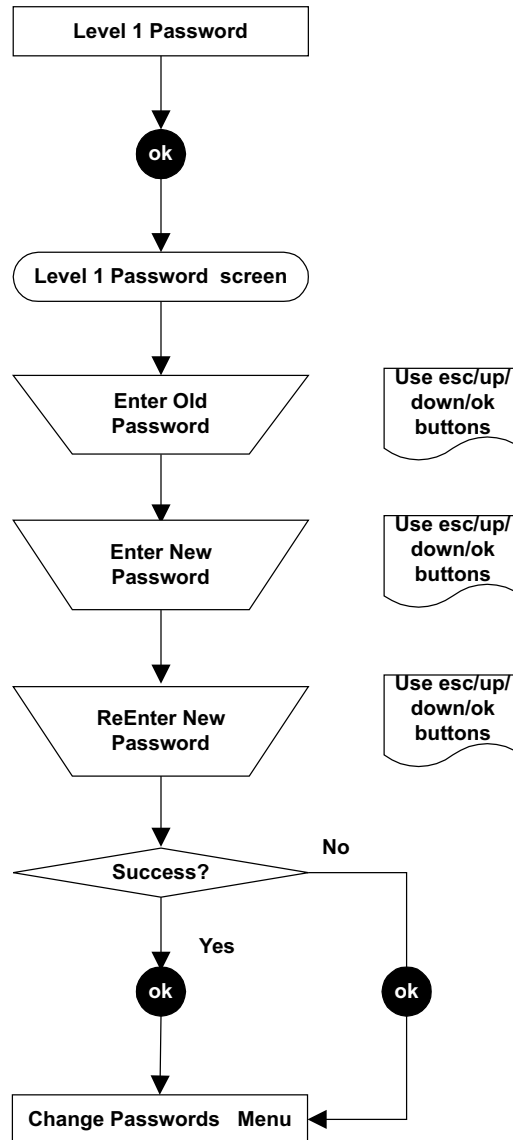 Level 1 Password
ok
Level 1 Password screen
Enter Old
Password
Use esc/up/
down/ok
buttons
Enter New
Password
Use esc/up/
down/ok
buttons
ReEnter New
Password
Use esc/up/
down/ok
buttons
Success?
No
Yes
ok
ok
Change Passwords Menu